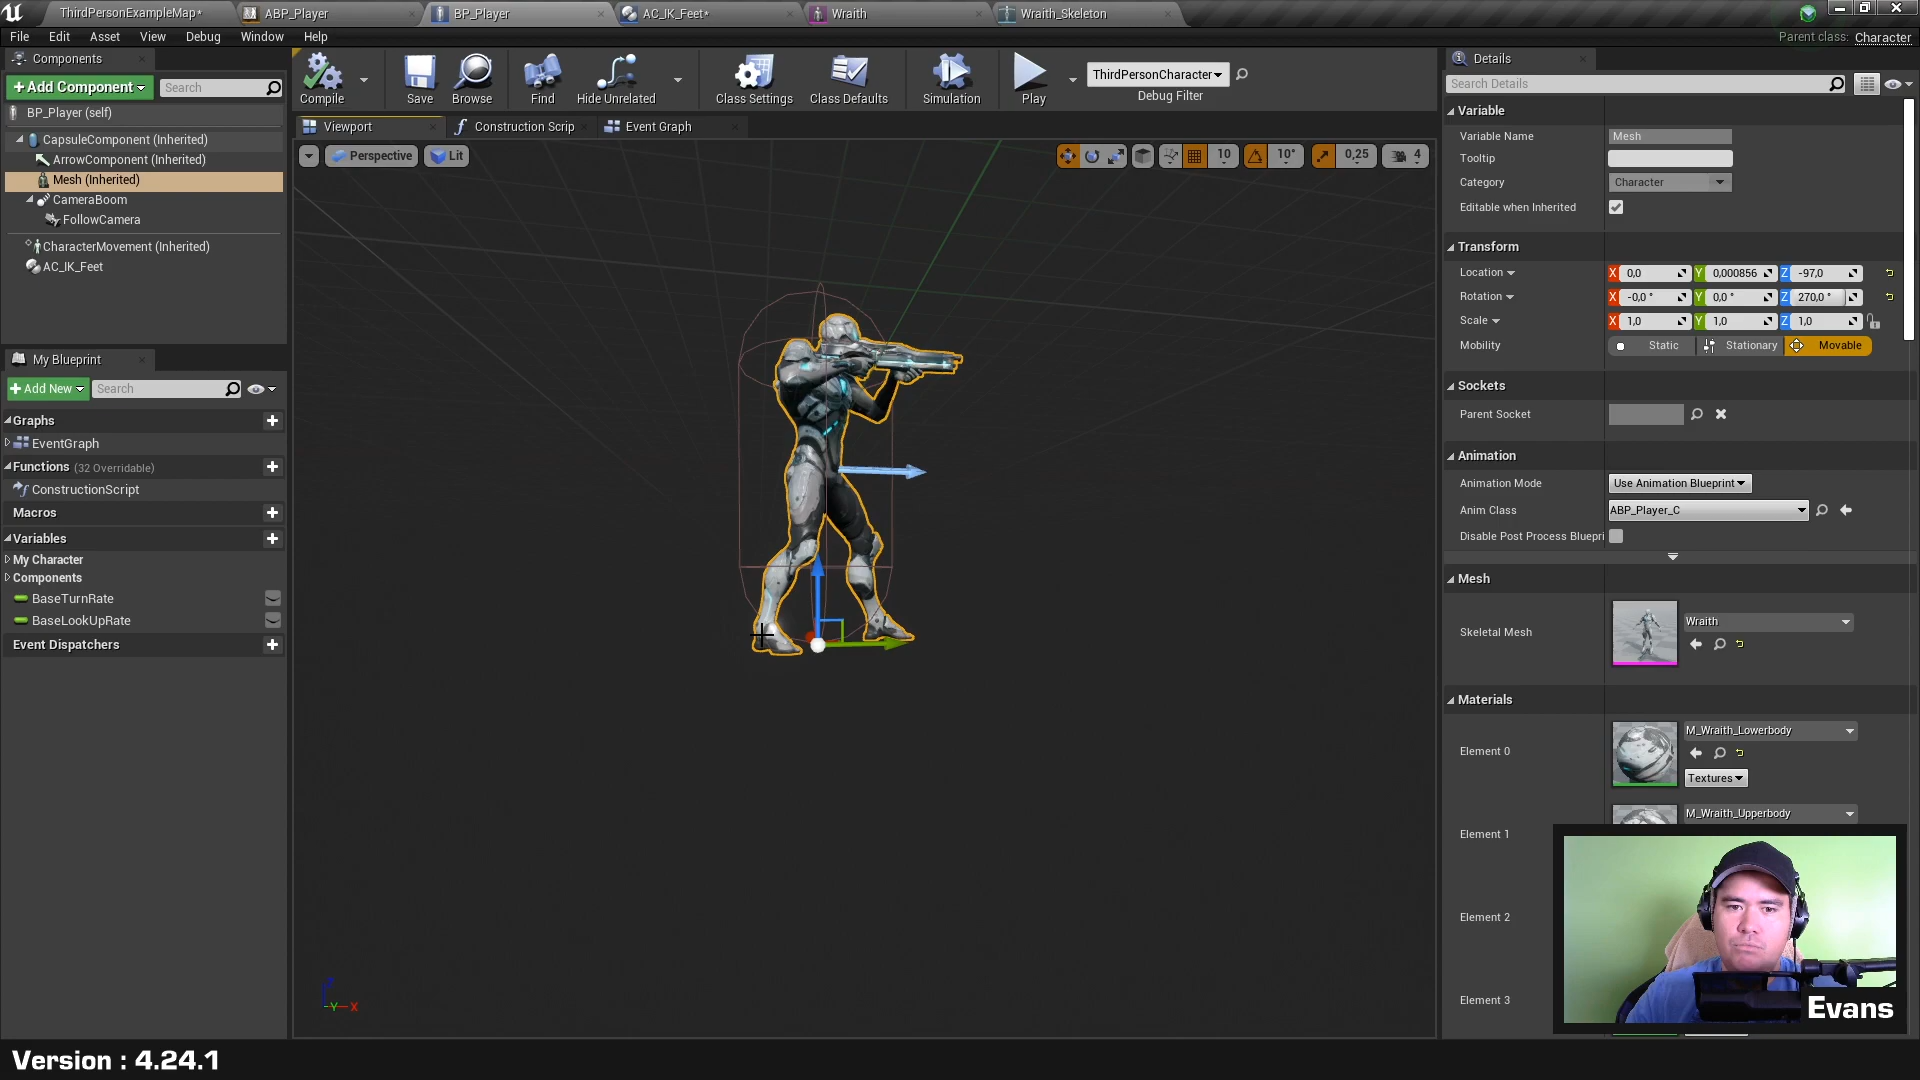 ThirdPersonExampleMap*
ABP_Player
BP_Player
AC_IK_Feet*
Wraith
Wraith_Skeleton
File Edit Asset View Debug Window Help
Parent class: Character
Components
+Add Component
Search
BP_Player (self)
CapsuleComponent (Inherited)
ArrowComponent (Inherited)
Mesh (Inherited)
CameraBoom
FollowCamera
CharacterMovement (Inherited)
AC_IK_Feet
My Blueprint
+Add New
Search
Graphs
EventGraph
Functions (32 Overridable)
ConstructionScript
Macros
Variables
My Character
Components
BaseTurnRate
BaseLookUpRate
Event Dispatchers
Compile
Save
Browse
Find
Hide Unrelated
Class Settings
Class Defaults
Simulation
Play
ThirdPersonCharacter
Debug Filter
Viewport
Construction Scrip
Event Graph
Perspective
Lit
10
10°
0,25
4
Y X
Details
Search Details
Variable
Variable Name Mesh
Tooltip
Category Character
Editable when Inherited
Transform
Location X 0,0 Y 0,000856 Z -97,0
Rotation X -0,0 ° Y 0,0 ° Z 270,0 °
Scale X 1,0 Y 1,0 Z 1,0
Mobility Static Stationary Movable
Sockets
Parent Socket
Animation
Animation Mode Use Animation Blueprint
Anim Class ABP_Player_C
Disable Post Process Bluepri
Mesh
Skeletal Mesh Wraith
Materials
Element 0 M_Wraith_Lowerbody
Textures
Element 1 M_Wraith_Upperbody
Element 2
Element 3
Evans
Version : 4.24.1